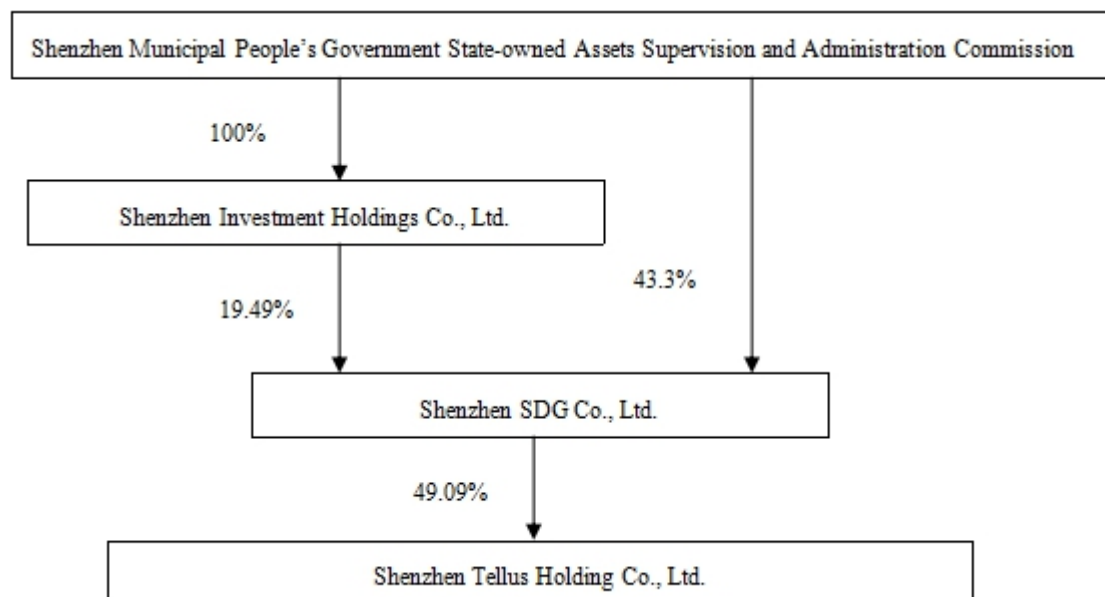 Shenzhen Municipal People’s Government State-owned Assets Supervision and Administration Commission
100%
Shenzhen Investment Holdings Co., Ltd.
43.3%
19.49%
Shenzhen SDG Co., Ltd.
49.09%
Shenzhen Tellus Holding Co., Ltd.